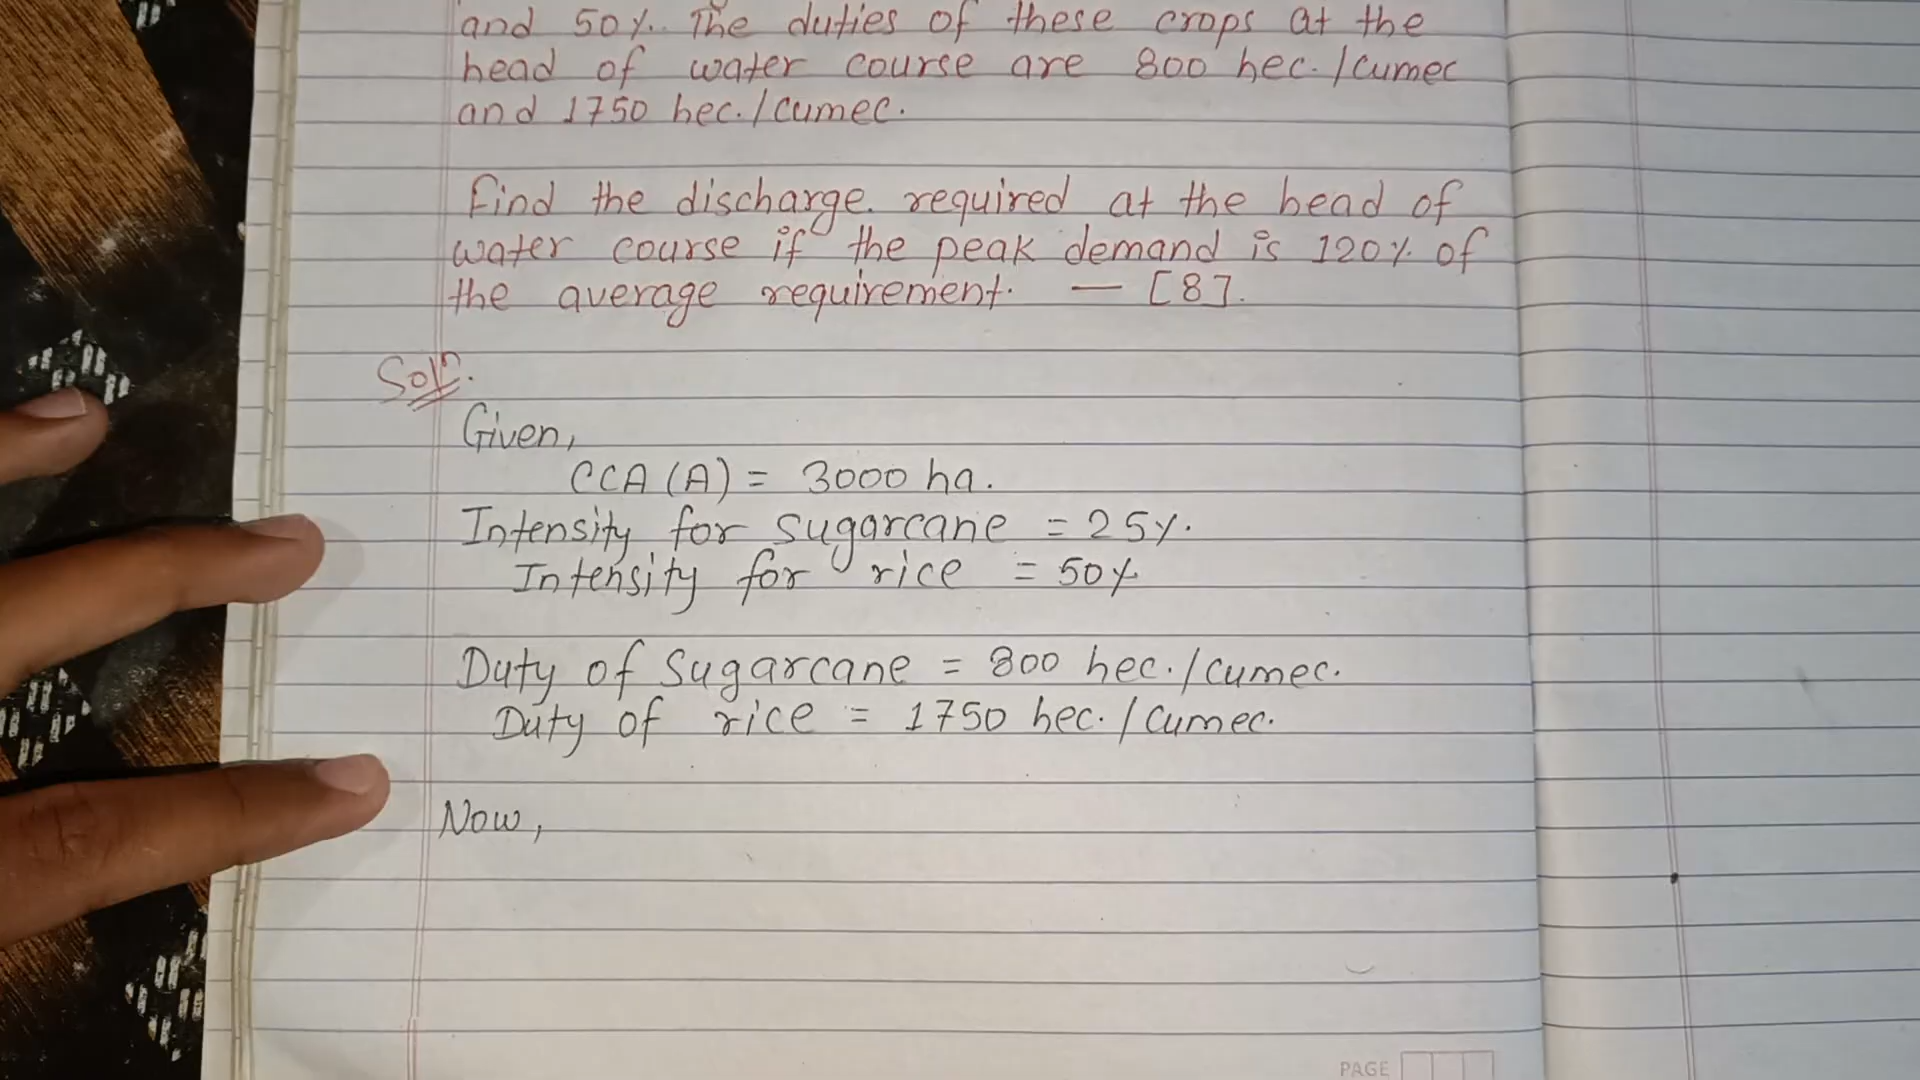 and 50%. The duties of these crops at the
head of water course are 800 hec./cumec
and 1750 hec./cumec.
Find the discharge. required at the head of
water course if the peak demand is 120% of
the average requirement. — [8].
Soln.
Given,
CCA (A) = 3000 ha.
Intensity for sugarcane = 25%.
Intensity for rice = 50%
Duty of Sugarcane = 800 hec./cumec.
Duty of rice = 1750 hec./cumec.
Now,
PAGE